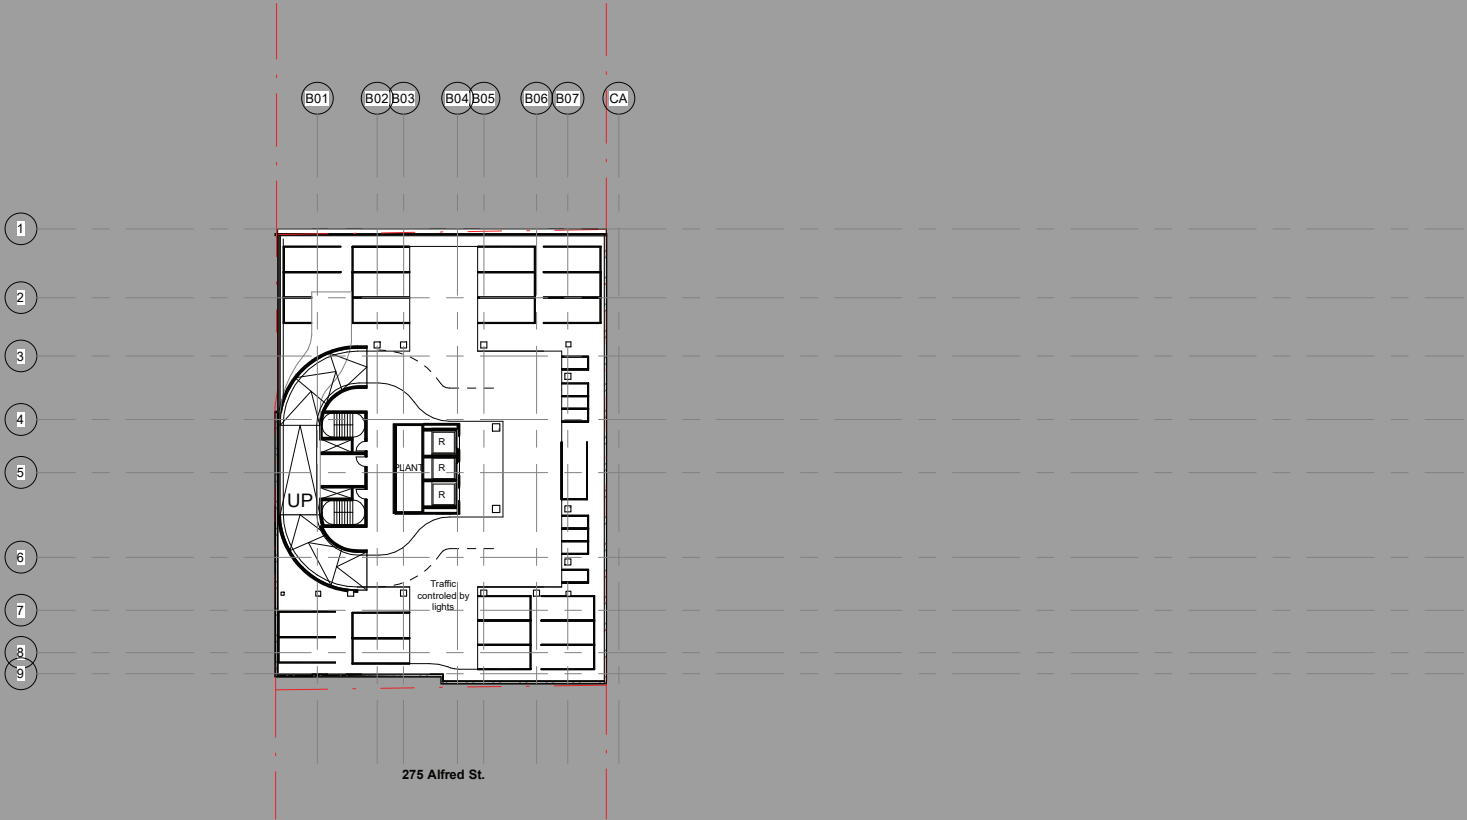 B01
B02
B03
B04
B05
B06
B07
CA
1
2
3
4
5
6
7
8
9
R
PLANT
R
R
UP
Traffic
controled by
lights
275 Alfred St.